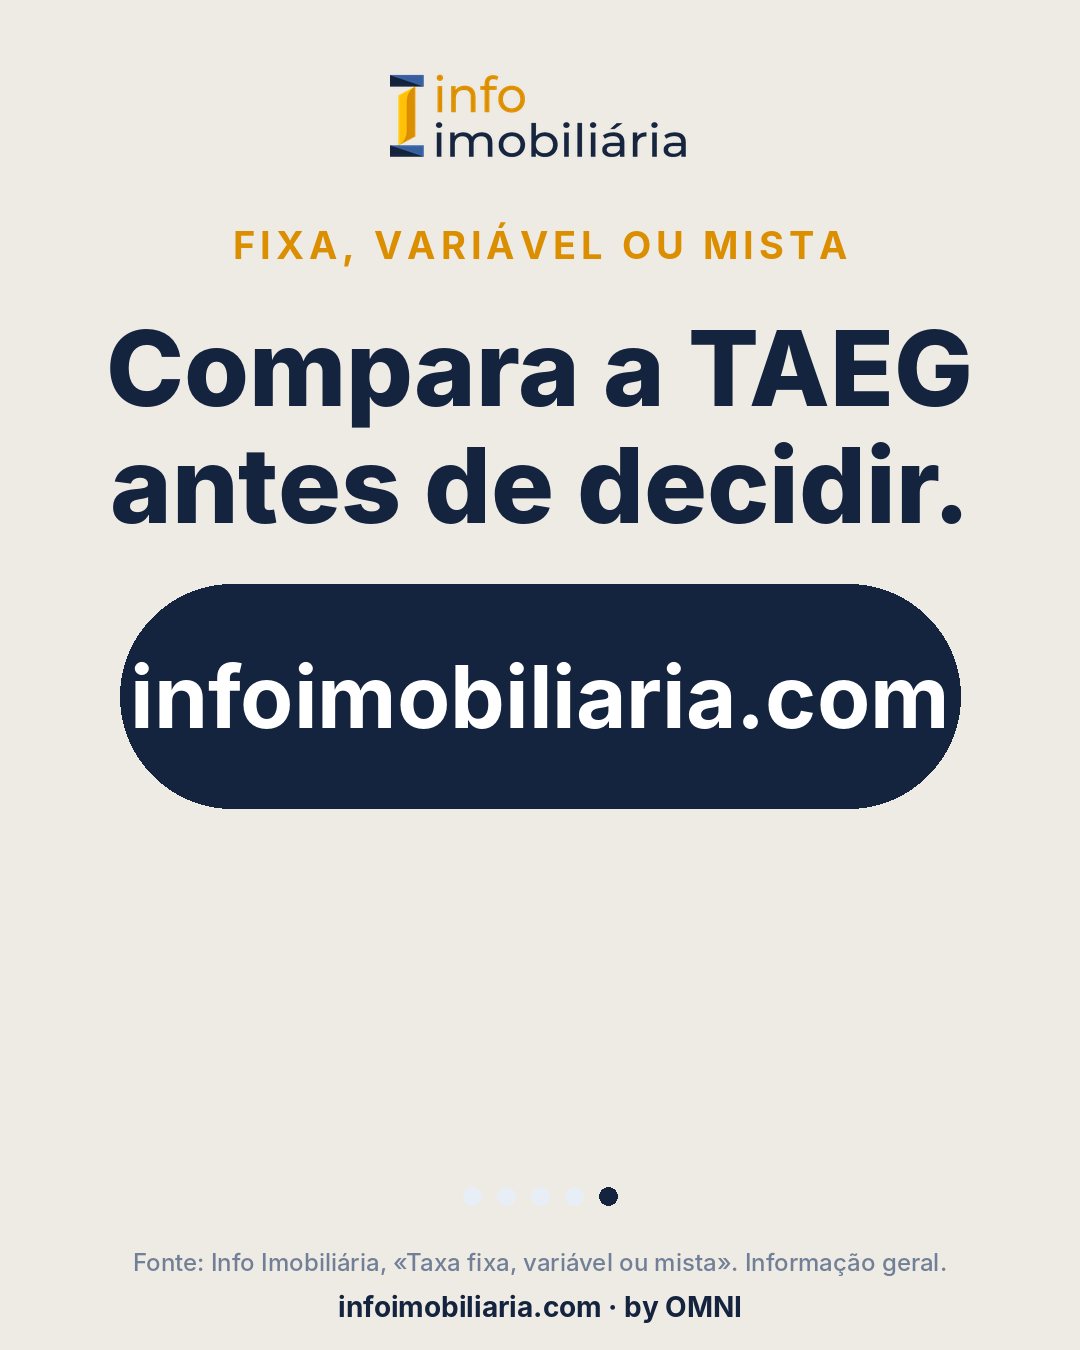 info
imobiliária
FIXA, VARIÁVEL OU MISTA
Compara a TAEG
antes de decidir.
infoimobiliaria.com
Fonte: Info Imobiliária, «Taxa fixa, variável ou mista». Informação geral.
infoimobiliaria.com · by OMNI